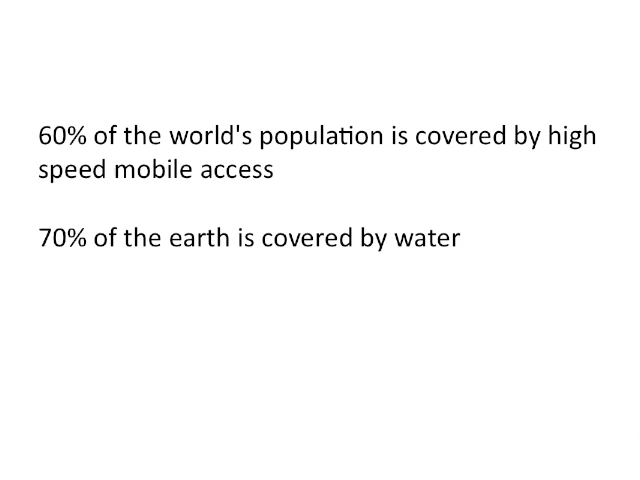 60% of the world's population is covered by high
speed mobile access
70% of the earth is covered by water